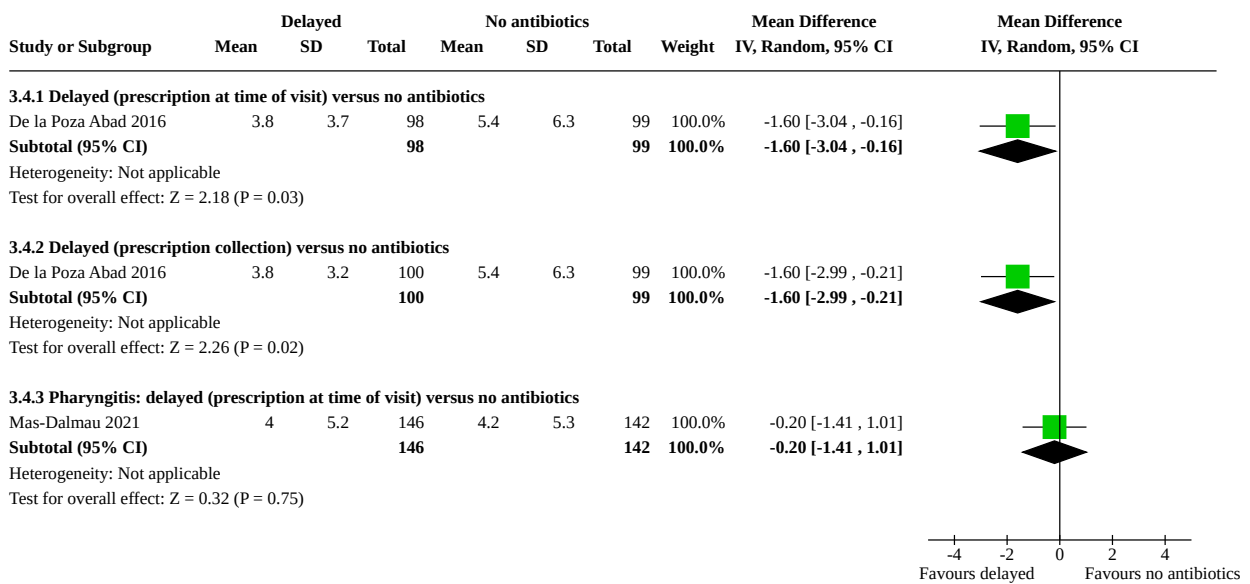 Delayed No antibiotics Mean Difference Mean Difference
Study or Subgroup Mean SD Total Mean SD Total Weight IV, Random, 95% CI IV, Random, 95% CI
3.4.1 Delayed (prescription at time of visit) versus no antibiotics
De la Poza Abad 2016 3.8 3.7 98 5.4 6.3 99 100.0% -1.60 [-3.04 , -0.16]
Subtotal (95% CI) 98 99 100.0% -1.60 [-3.04 , -0.16]
Heterogeneity: Not applicable
Test for overall effect: Z = 2.18 (P = 0.03)
3.4.2 Delayed (prescription collection) versus no antibiotics
De la Poza Abad 2016 3.8 3.2 100 5.4 6.3 99 100.0% -1.60 [-2.99 , -0.21]
Subtotal (95% CI) 100 99 100.0% -1.60 [-2.99 , -0.21]
Heterogeneity: Not applicable
Test for overall effect: Z = 2.26 (P = 0.02)
3.4.3 Pharyngitis: delayed (prescription at time of visit) versus no antibiotics
Mas-Dalmau 2021 4 5.2 146 4.2 5.3 142 100.0% -0.20 [-1.41 , 1.01]
Subtotal (95% CI) 146 142 100.0% -0.20 [-1.41 , 1.01]
Heterogeneity: Not applicable
Test for overall effect: Z = 0.32 (P = 0.75)
-4 -2 0 2 4
Favours delayed Favours no antibiotics